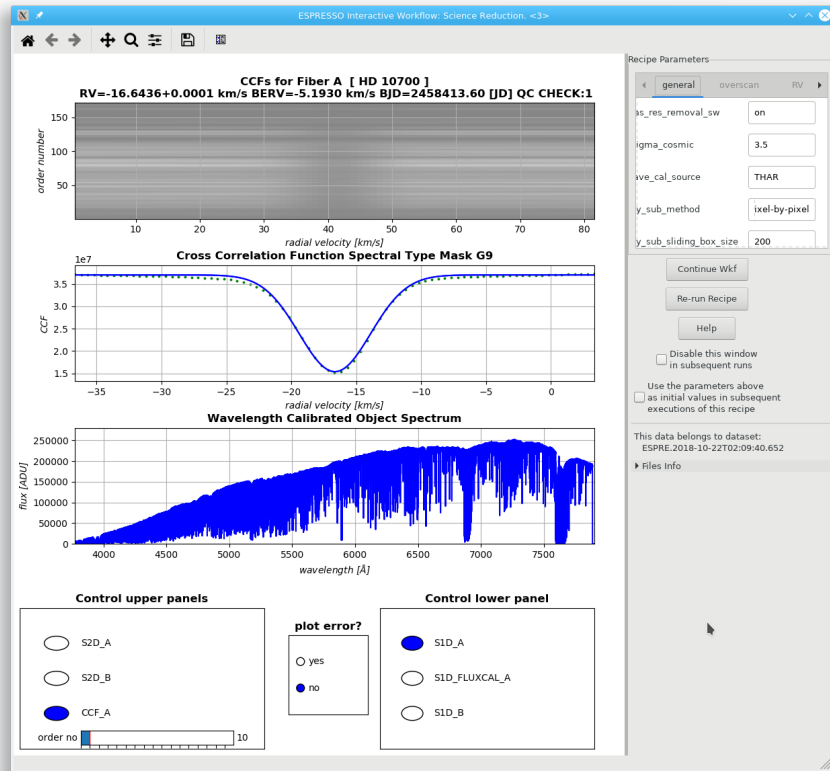 ESPRESSO Interactive Workflow: Science Reduction. <3>
CCFs for Fiber A [ HD 10700 ]
RV=-16.6436+0.0001 km/s BERV=-5.1930 km/s BJD=2458413.60 [JD] QC CHECK:1
order number
150
100
50
10 20 30 40 50 60 70 80
radial velocity [km/s]
Cross Correlation Function Spectral Type Mask G9
1e7
CCF
3.5
3.0
2.5
2.0
1.5
−35 −30 −25 −20 −15 −10 −5 0
radial velocity [km/s]
Wavelength Calibrated Object Spectrum
flux [ADU]
250000
200000
150000
100000
50000
0
4000 4500 5000 5500 6000 6500 7000 7500
wavelength [Å]
Control upper panels
S2D_A
S2D_B
CCF_A
order no 10
plot error?
yes
no
Control lower panel
S1D_A
S1D_FLUXCAL_A
S1D_B
Recipe Parameters
general overscan RV
as_res_removal_sw on
igma_cosmic 3.5
ave_cal_source THAR
y_sub_method ixel-by-pixel
y_sub_sliding_box_size 200
Continue Wkf
Re-run Recipe
Help
Disable this window
in subsequent runs
Use the parameters above
as initial values in subsequent
executions of this recipe
This data belongs to dataset:
ESPRE.2018-10-22T02:09:40.652
Files Info